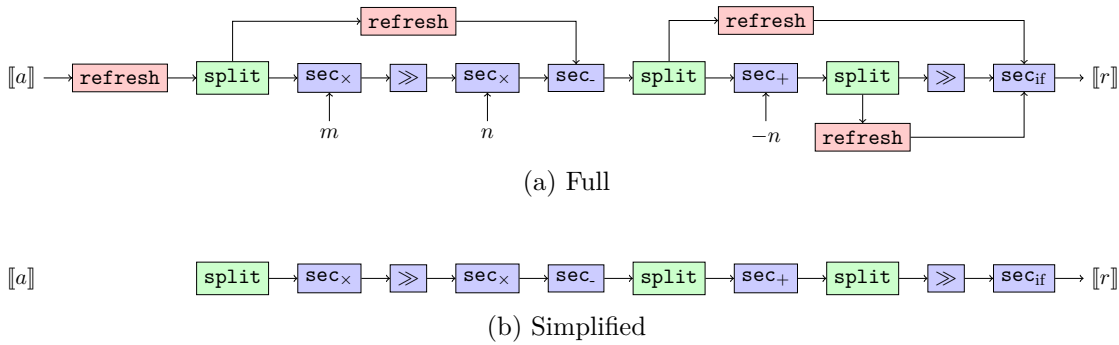 refresh refresh
⟦a⟧ refresh split sec× ≫ sec× sec- split sec+ split ≫ secif ⟦r⟧
m n −n refresh
(a) Full
⟦a⟧ split sec× ≫ sec× sec- split sec+ split ≫ secif ⟦r⟧
(b) Simplified